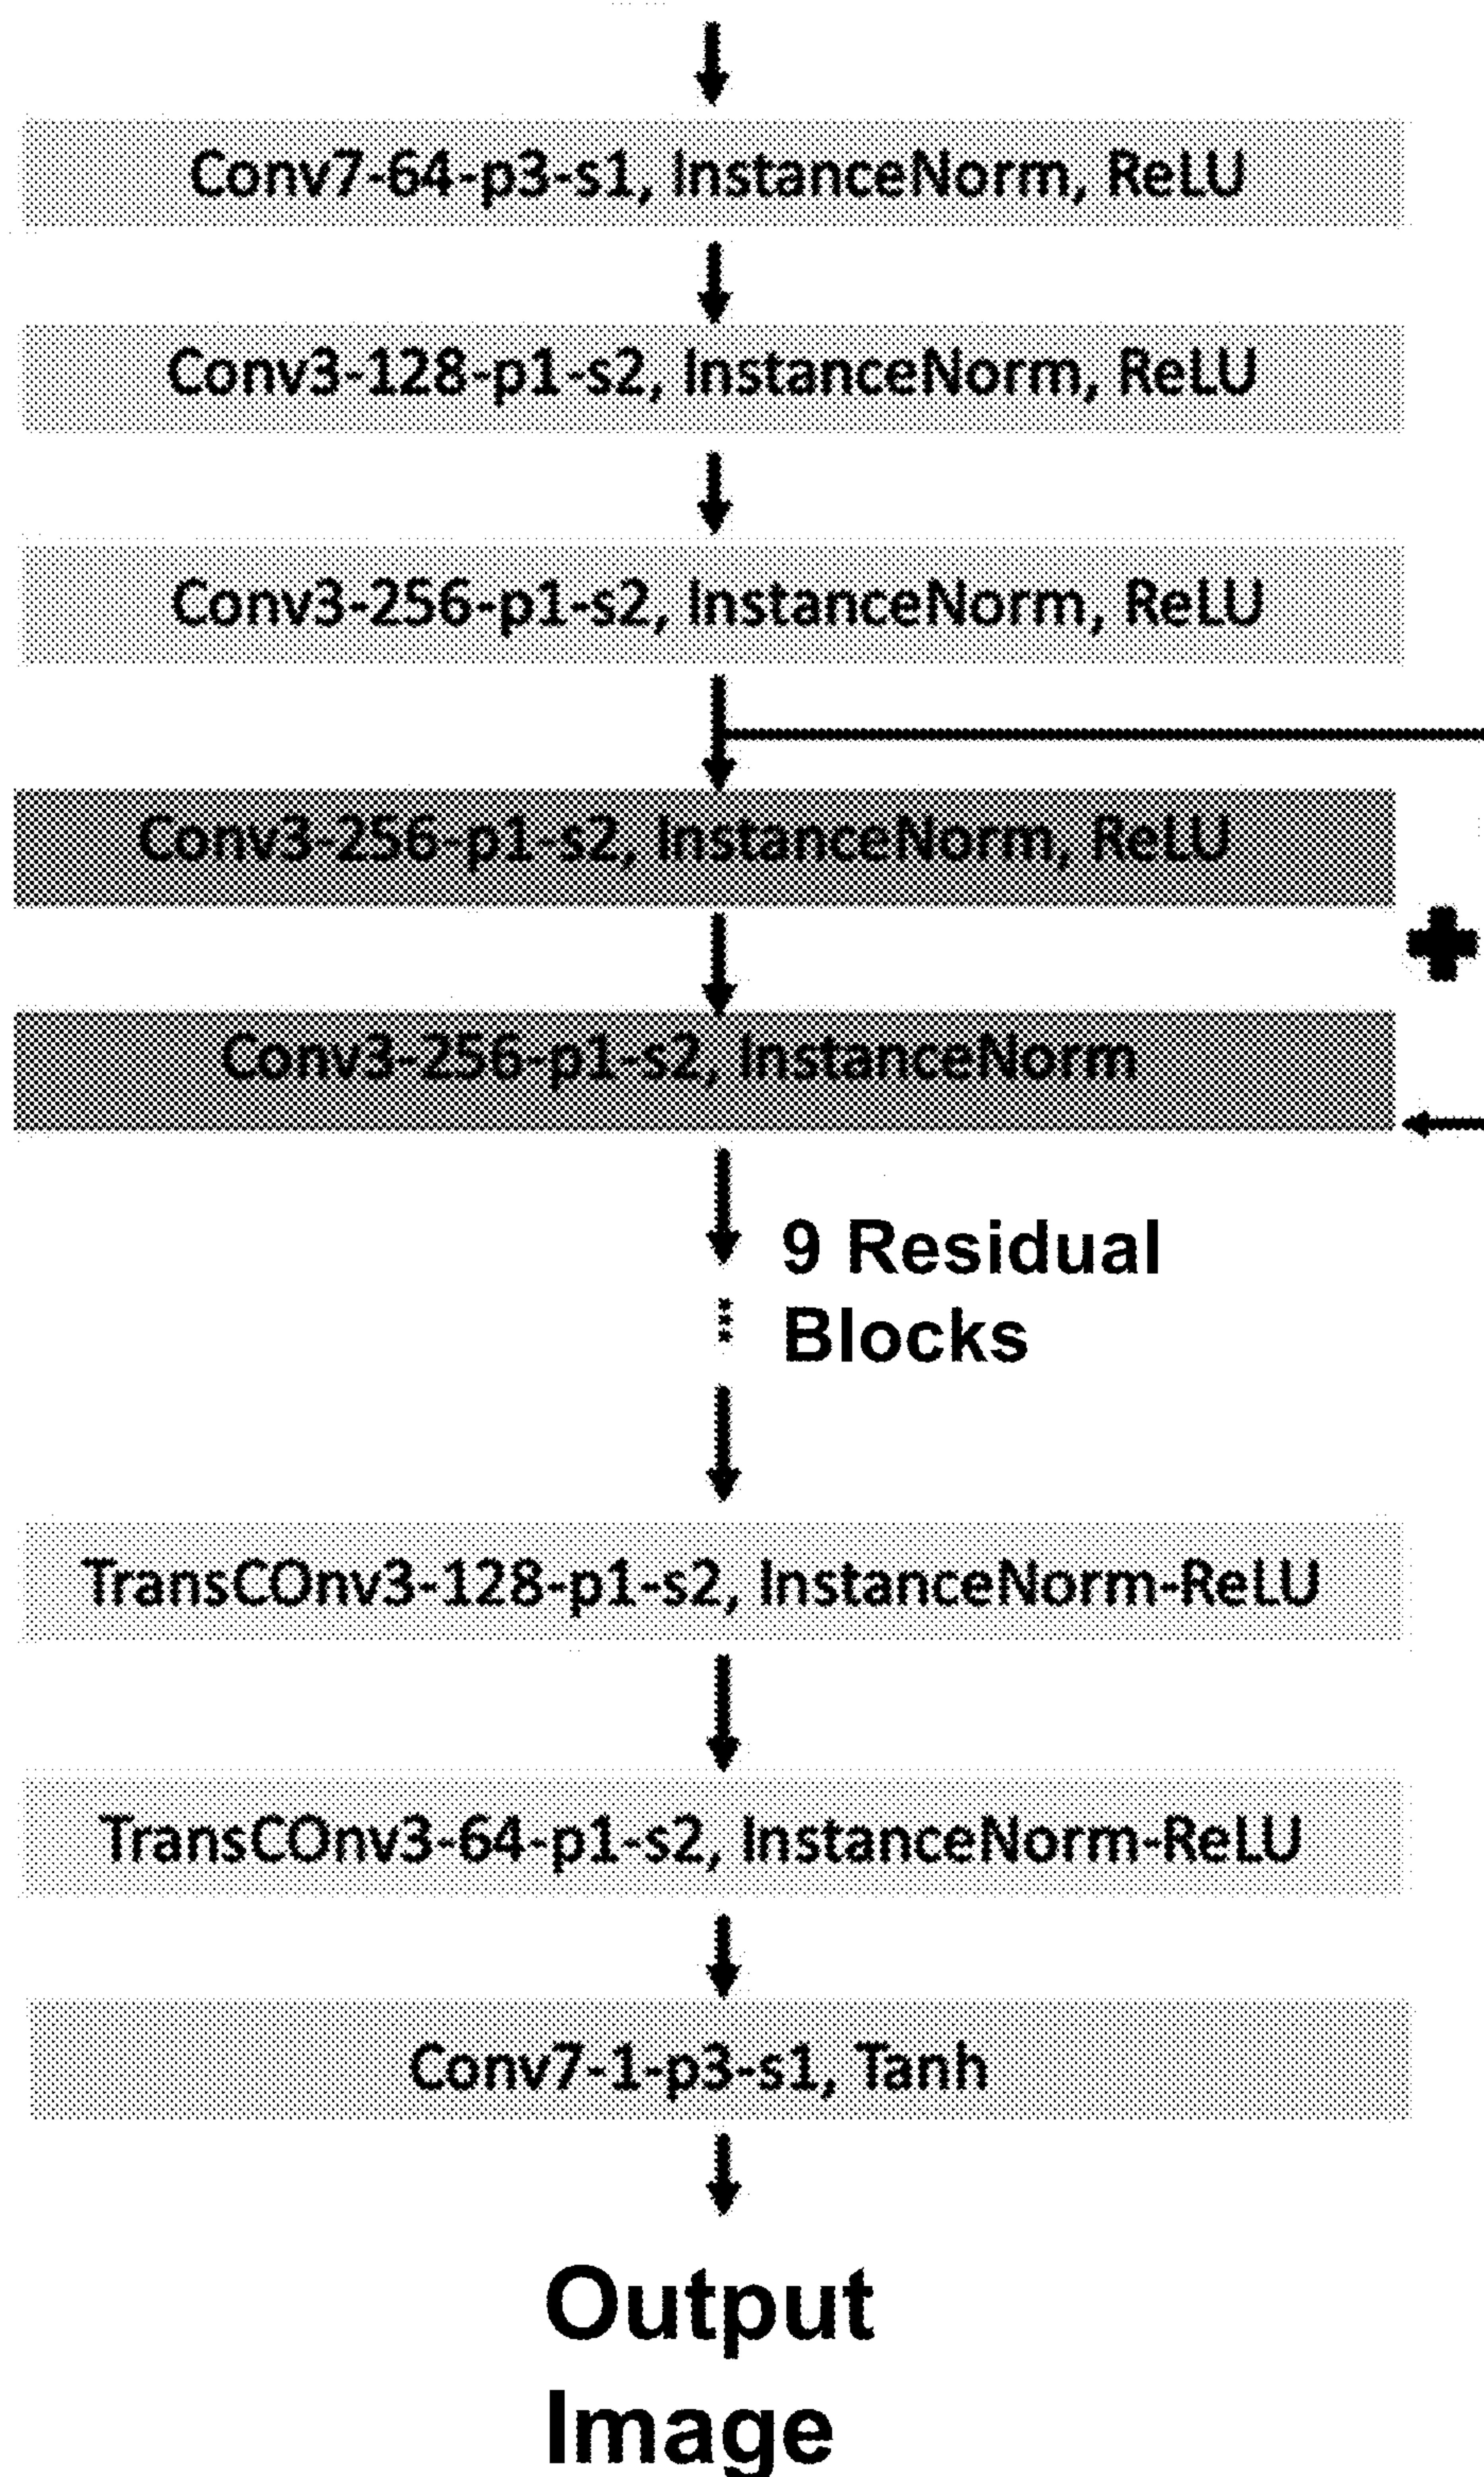 Conv7-64-p3-s1, InstanceNorm, ReLU
Conv3-128-p1-s2, InstanceNorm, ReLU
Conv3-256-p1-s2, InstanceNorm, ReLU
Conv3-256-p1-s2, InstanceNorm, ReLU
Conv3-256-p1-s2, InstanceNorm
9 Residual
Blocks
TransCOnv3-128-p1-s2, InstanceNorm-ReLU
TransCOnv3-64-p1-s2, InstanceNorm-ReLU
Conv7-1-p3-s1, Tanh
Output
Image